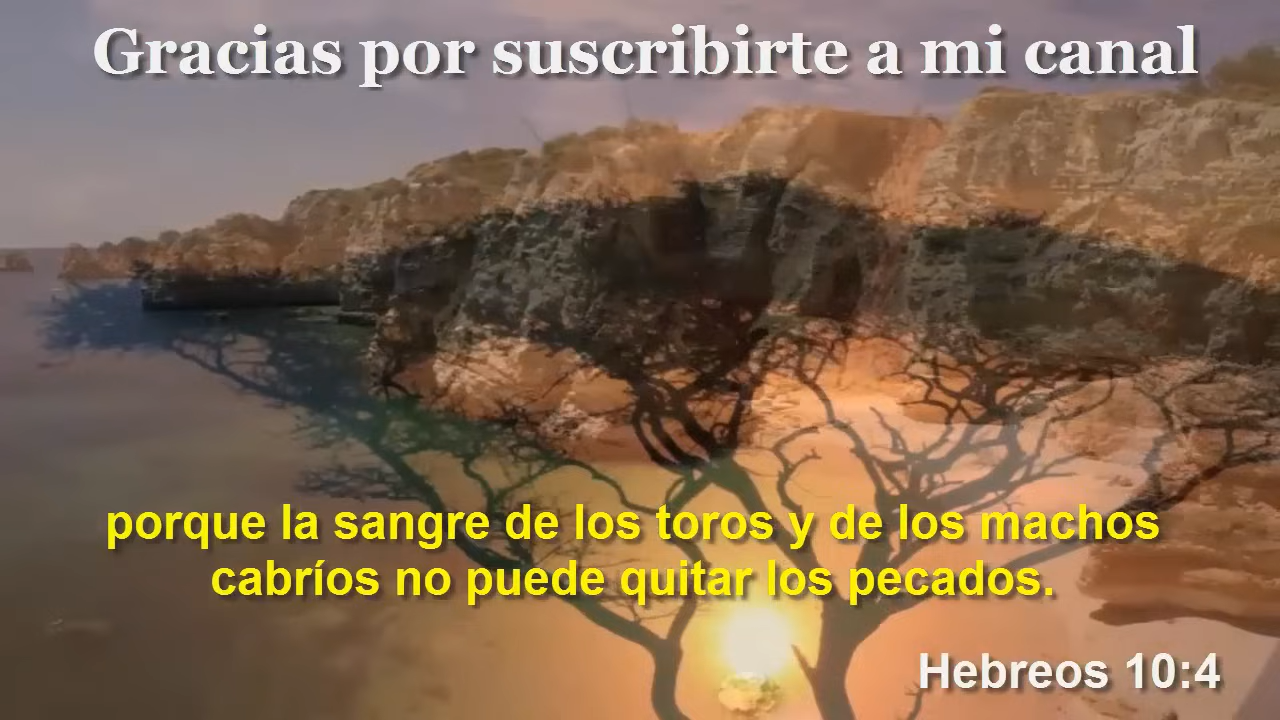 Gracias por suscribirte a mi canal
porque la sangre de los toros y de los machos
cabríos no puede quitar los pecados.
Hebreos 10:4